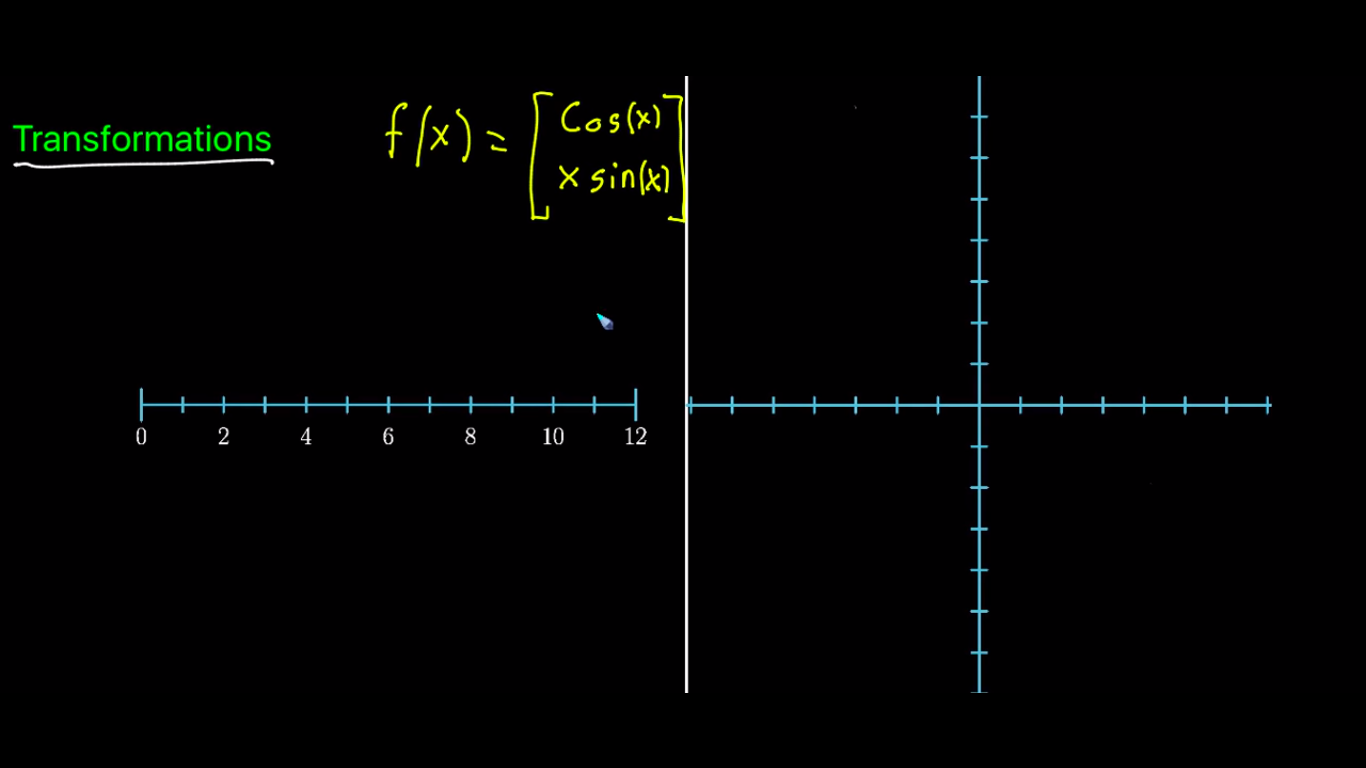 Transformations
f(x) = [Cos(x)
x sin(x)]
0 2 4 6 8 10 12